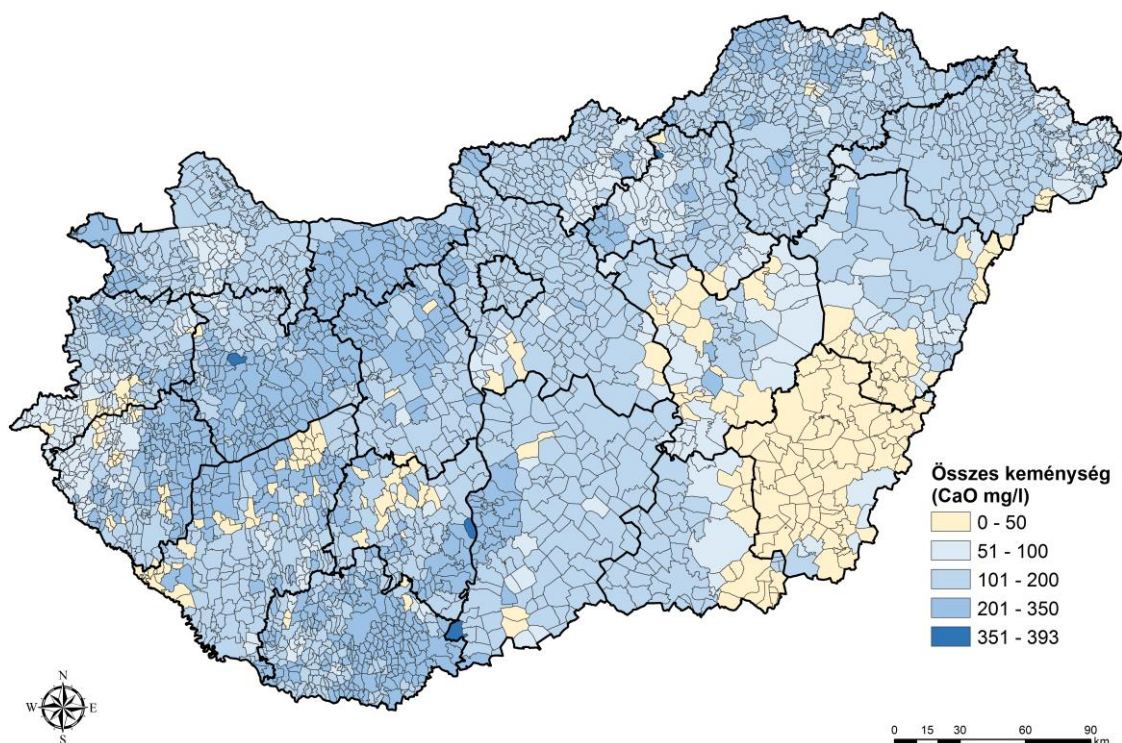 Összes keménység
(CaO mg/l)
0 - 50
51 - 100
101 - 200
201 - 350
351 - 393
N
W E
S
0 15 30 60 90
km